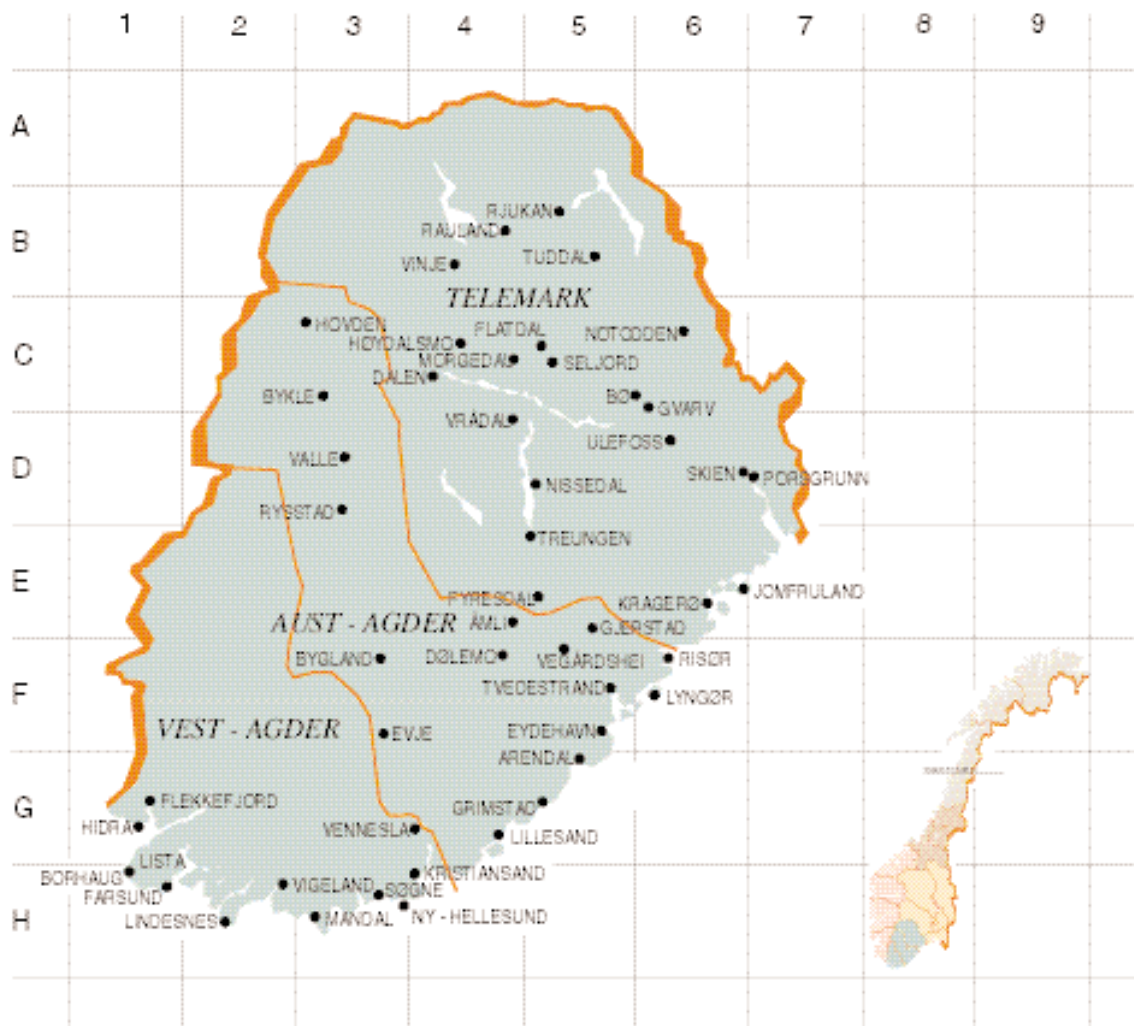 1 2 3 4 5 6 7 8 9
A
RJUKAN
B
RAULAND
TUDDAL
VINJE
TELEMARK
HOVDEN
FLATDAL
NOTODDEN
HØYDALSMO
C
MORGEDAL
SELJORD
DALEN
BYKLE
BØ
GVARV
VRÅDAL
ULEFOSS
VALLE
D
SKIEN
PORSGRUNN
NISSEDAL
RYSSTAD
TREUNGEN
E
JOMFRULAND
FYRESDAL
KRAGERØ
AUST - AGDER
ÅMLI
GJERSTAD
BYGLAND
DØLEMO
VEGÅRDSHEI
RISØR
TVEDESTRAND
F
LYNGØR
VEST - AGDER
EVJE
EYDEHAVN
ARENDAL
FLEKKEFJORD
G
GRIMSTAD
HIDRA
VENNESLA
LILLESAND
LISTA
BORHAUG
KRISTIANSAND
FARSUND
VIGELAND
SØGNE
H
LINDESNES
MANDAL
NY - HELLESUND